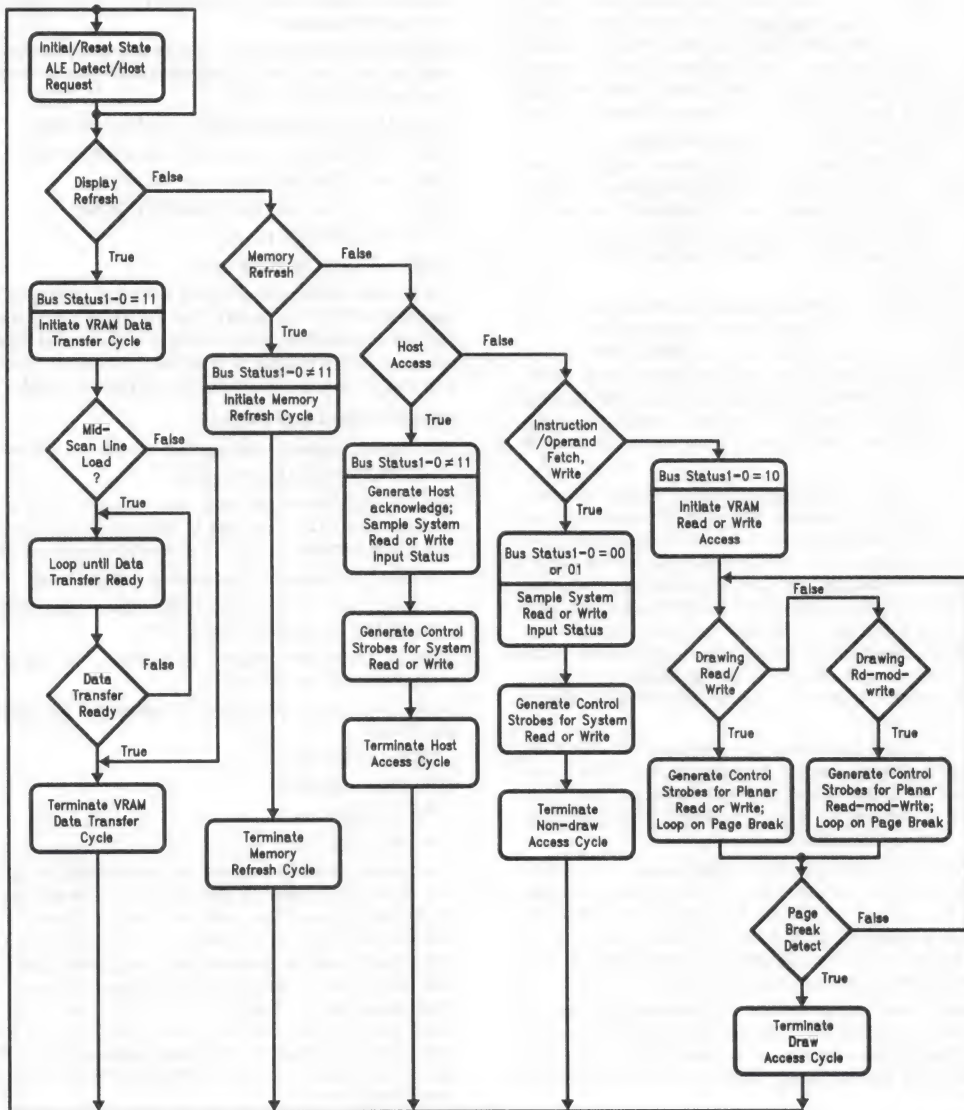 Initial/Reset State
ALE Detect/Host
Request
Display
Refresh
False
True
Bus Status1-0 = 11
Initiate VRAM Data
Transfer Cycle
Mid-
Scan Line
Load
?
False
True
Loop until Data
Transfer Ready
Data
Transfer
Ready
False
True
Terminate VRAM
Data Transfer
Cycle
Memory
Refresh
False
True
Bus Status1-0 ≠ 11
Initiate Memory
Refresh Cycle
Terminate
Memory
Refresh Cycle
Host
Access
False
True
Bus Status1-0 ≠ 11
Generate Host
acknowledge;
Sample System
Read or Write
Input Status
Generate Control
Strobes for System
Read or Write
Terminate Host
Access Cycle
Instruction
/Operand
Fetch,
Write
False
True
Bus Status1-0 = 00
or 01
Sample System
Read or Write
Input Status
Generate Control
Strobes for System
Read or Write
Terminate
Non-draw
Access Cycle
Bus Status1-0 = 10
Initiate VRAM
Read or Write
Access
Drawing
Read/
Write
False
True
Drawing
Rd-mod-
write
True
Generate Control
Strobes for Planar
Read or Write;
Loop on Page Break
Generate Control
Strobes for Planar
Read-mod-Write;
Loop on Page Break
Page
Break
Detect
False
True
Terminate
Draw
Access Cycle